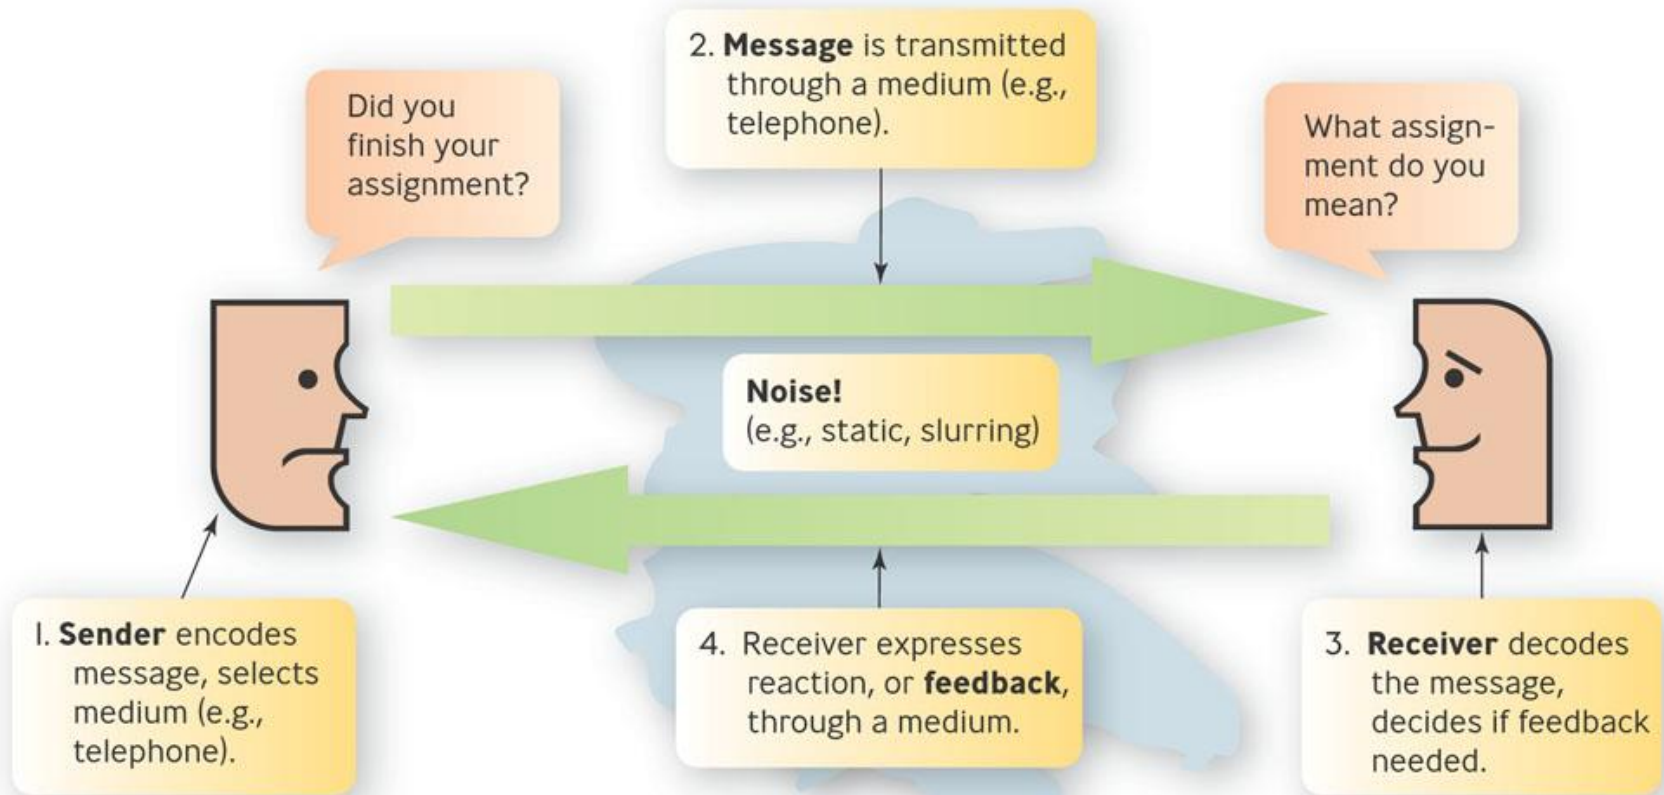 Did you
finish your
assignment?
2. Message is transmitted
through a medium (e.g.,
telephone).
What assign-
ment do you
mean?
Noise!
(e.g., static, slurring)
1. Sender encodes
message, selects
medium (e.g.,
telephone).
4. Receiver expresses
reaction, or feedback,
through a medium.
3. Receiver decodes
the message,
decides if feedback
needed.